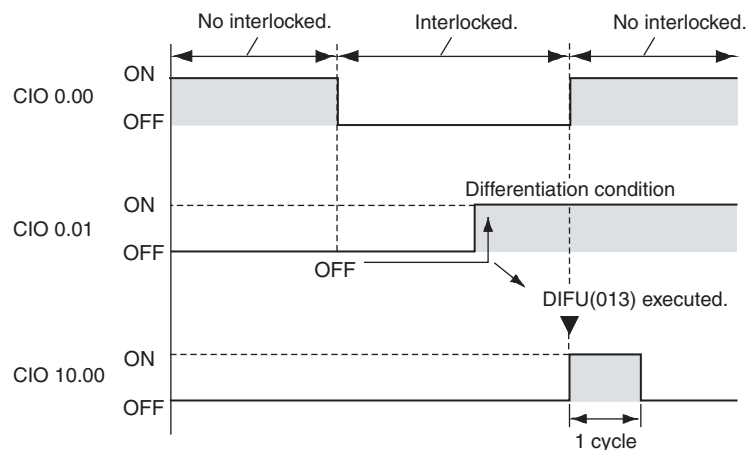 No interlocked. Interlocked. No interlocked.
ON
CIO 0.00
OFF
Differentiation condition
ON
CIO 0.01
OFF
OFF
DIFU(013) executed.
ON
CIO 10.00
OFF
1 cycle